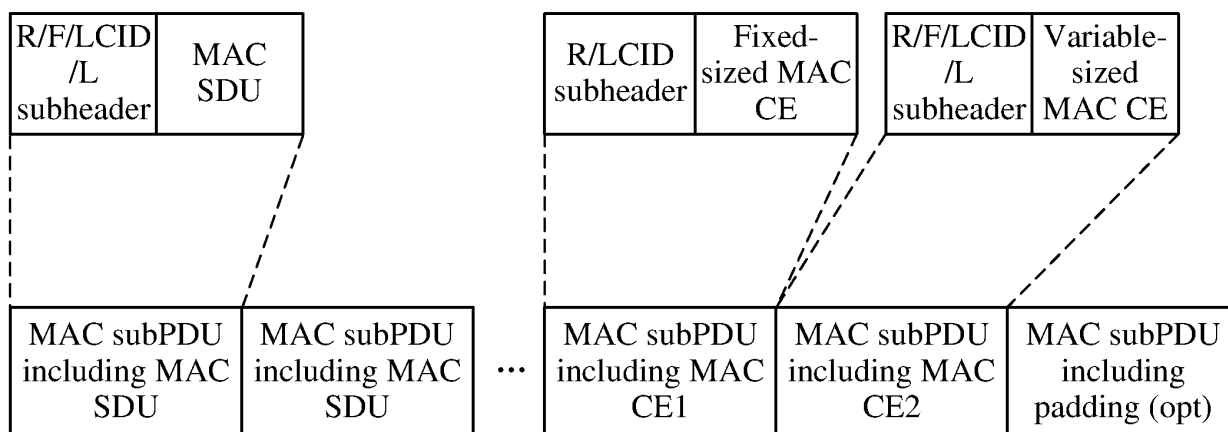 R/F/LCID
/L
subheader
MAC
SDU
R/LCID
subheader
Fixed-
sized MAC
CE
R/F/LCID
/L
subheader
Variable-
sized
MAC CE
MAC subPDU
including MAC
SDU
MAC subPDU
including MAC
SDU
...
MAC subPDU
including MAC
CE1
MAC subPDU
including MAC
CE2
MAC subPDU
including
padding (opt)